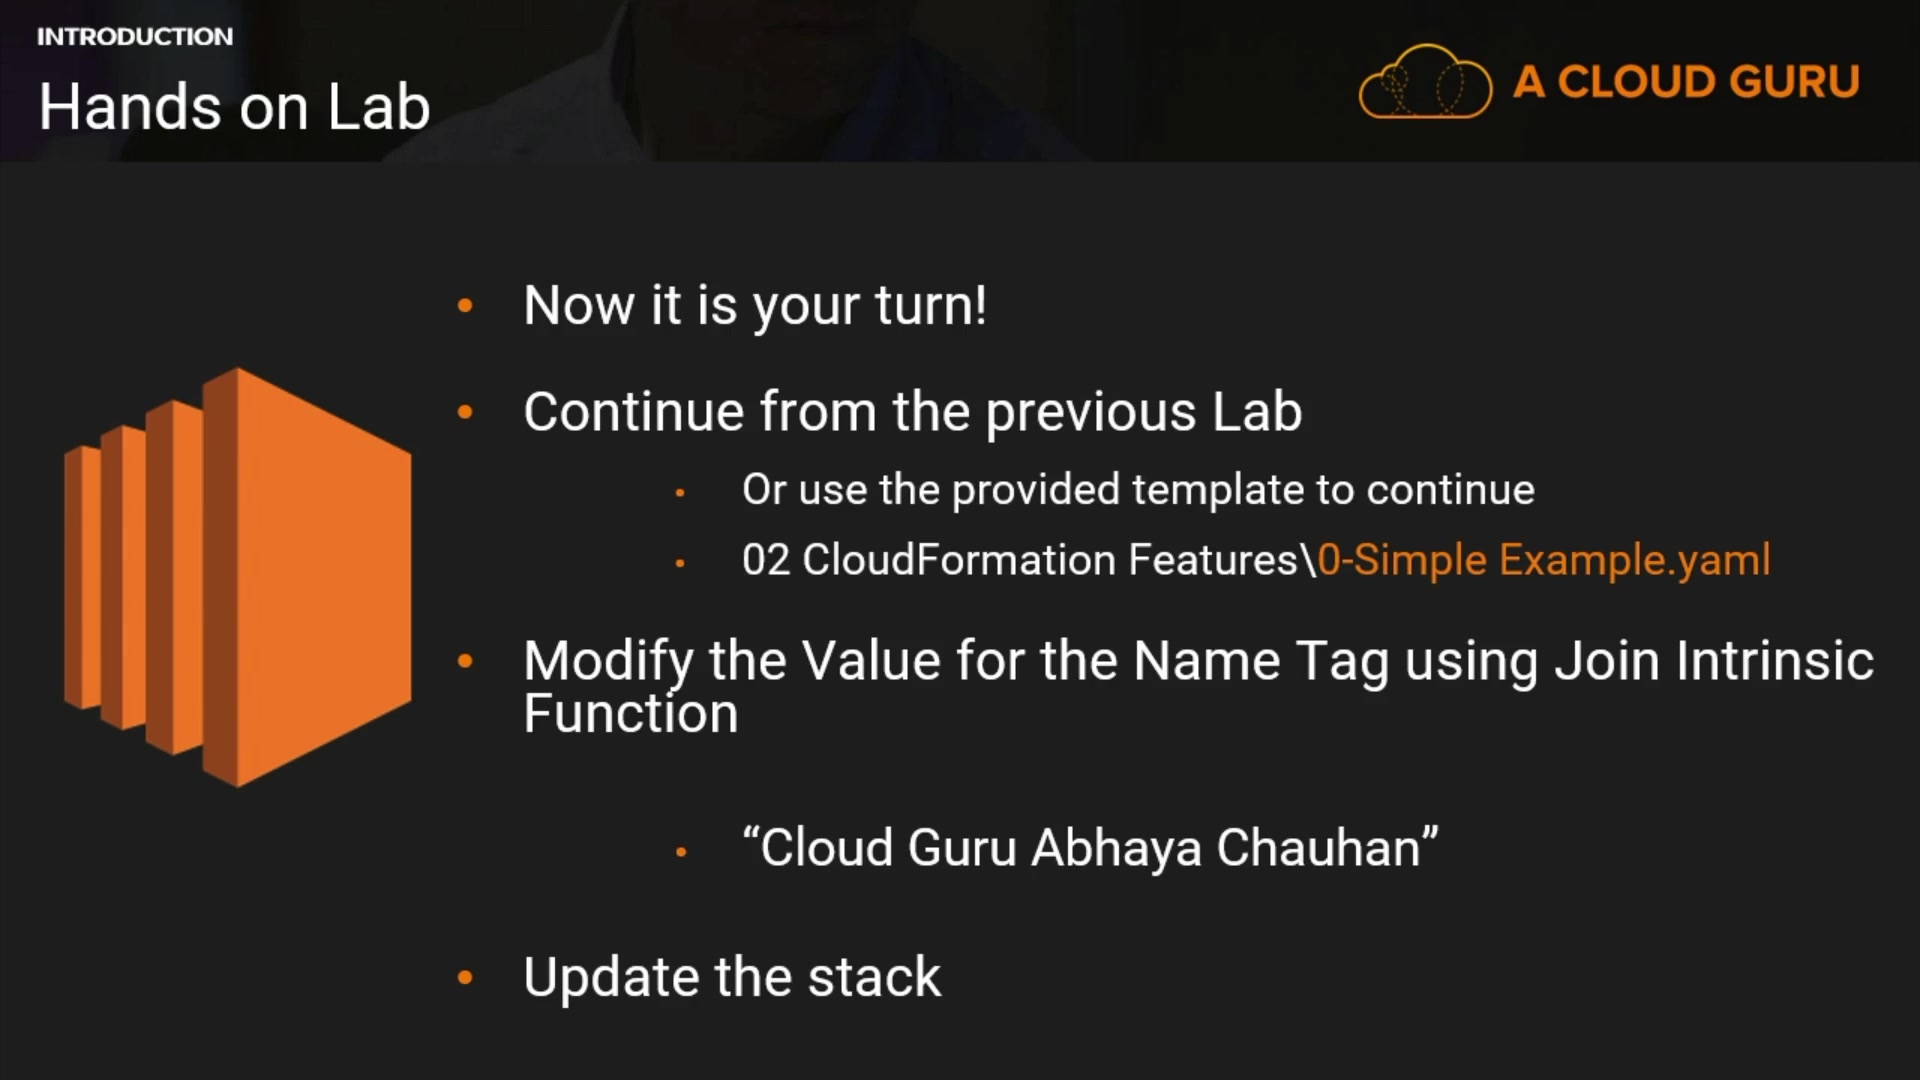 INTRODUCTION
Hands on Lab
A CLOUD GURU
Now it is your turn!
Continue from the previous Lab
Or use the provided template to continue
02 CloudFormation Features\0-Simple Example.yaml
Modify the Value for the Name Tag using Join Intrinsic
Function
“Cloud Guru Abhaya Chauhan”
Update the stack